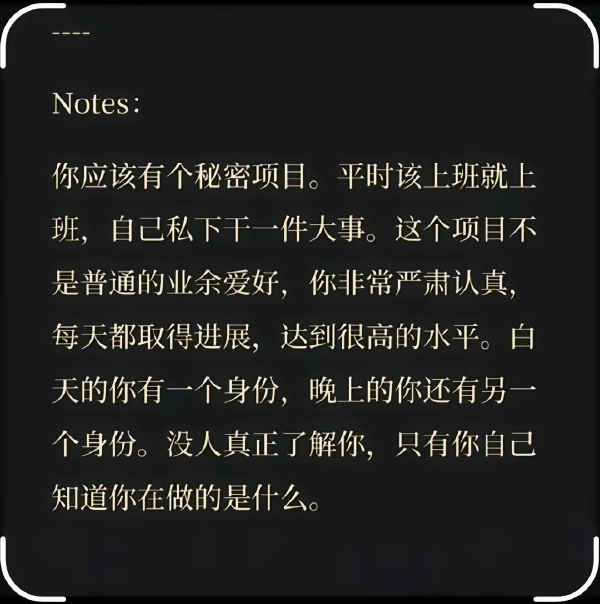 ----
Notes：
你应该有个秘密项目。平时该上班就上
班，自己私下干一件大事。这个项目不
是普通的业余爱好，你非常严肃认真，
每天都取得进展，达到很高的水平。白
天的你有一个身份，晚上的你还有另一
个身份。没人真正了解你，只有你自己
知道你在做的是什么。